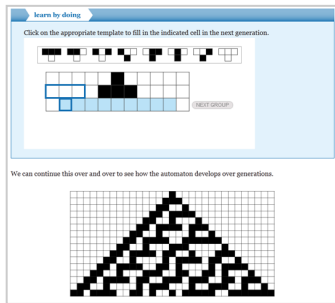 learn by doing
Click on the appropriate template to fill in the indicated cell in the next generation.
NEXT GROUP
We can continue this over and over to see how the automaton develops over generations.